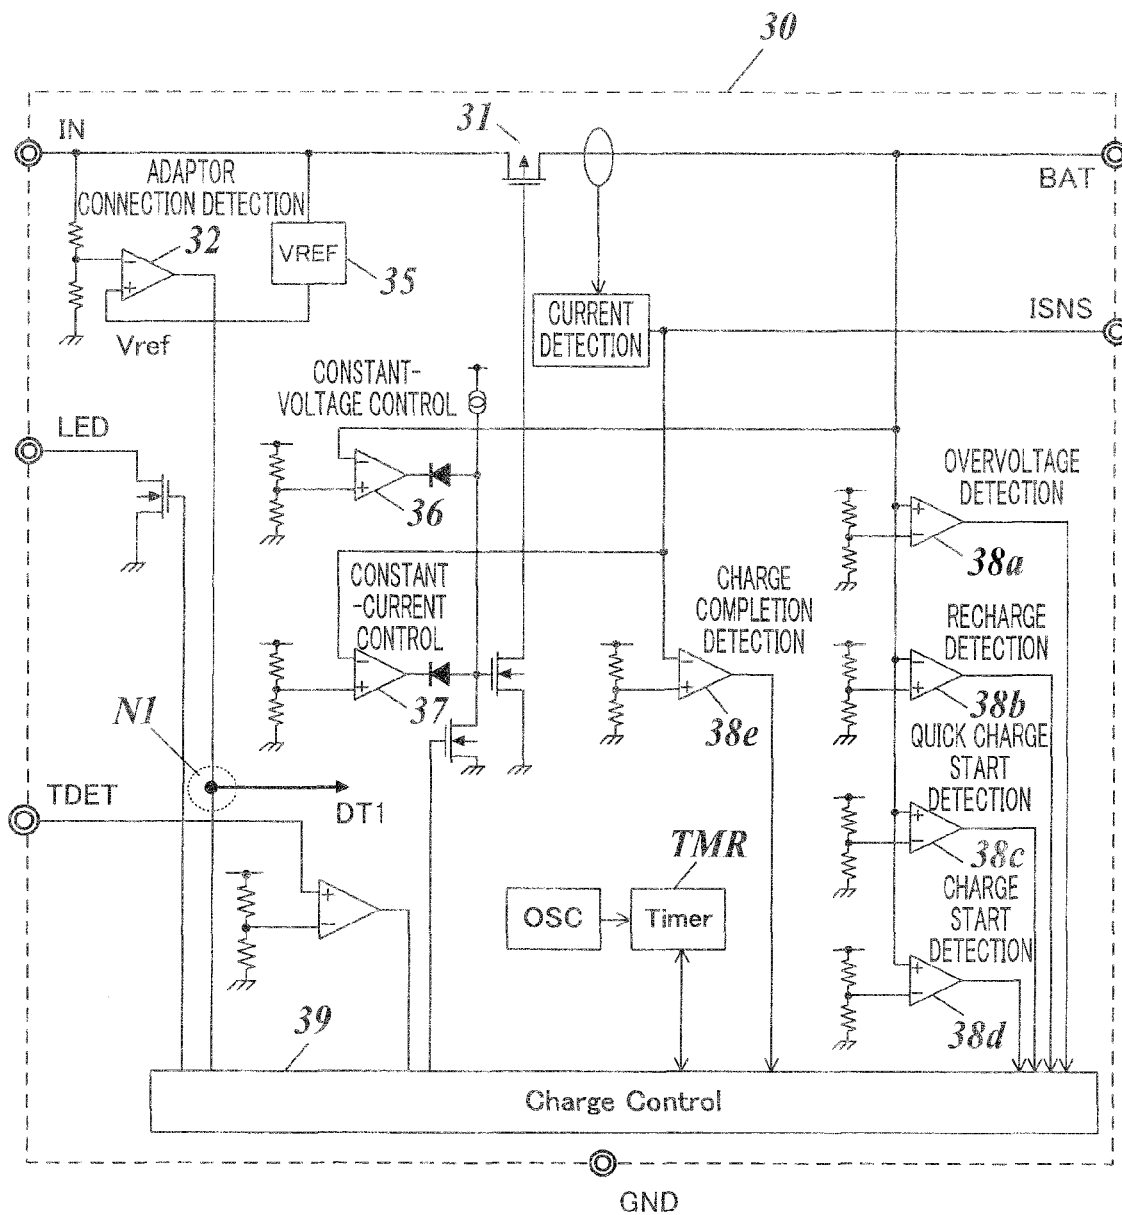 30
IN
31
BAT
ADAPTOR
CONNECTION DETECTION
32
-
+
VREF
35
Vref
CURRENT
DETECTION
ISNS
CONSTANT-
VOLTAGE CONTROL
LED
-
+
36
OVERVOLTAGE
DETECTION
+
-
38a
CONSTANT
-CURRENT
CONTROL
-
+
37
CHARGE
COMPLETION
DETECTION
-
+
38e
RECHARGE
DETECTION
-
+
38b
N1
TDET
DT1
QUICK CHARGE
START
DETECTION
+
-
38c
TMR
OSC
Timer
+
-
CHARGE
START
DETECTION
+
-
38d
39
Charge Control
GND